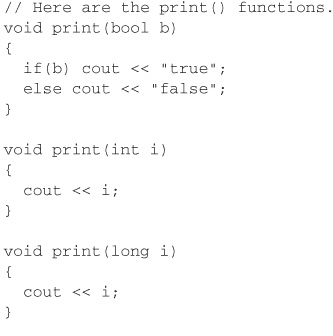 // Here are the print() functions.
void print(bool b)
{
  if(b) cout << "true";
  else cout << "false";
}

void print(int i)
{
  cout << i;
}

void print(long i)
{
  cout << i;
}